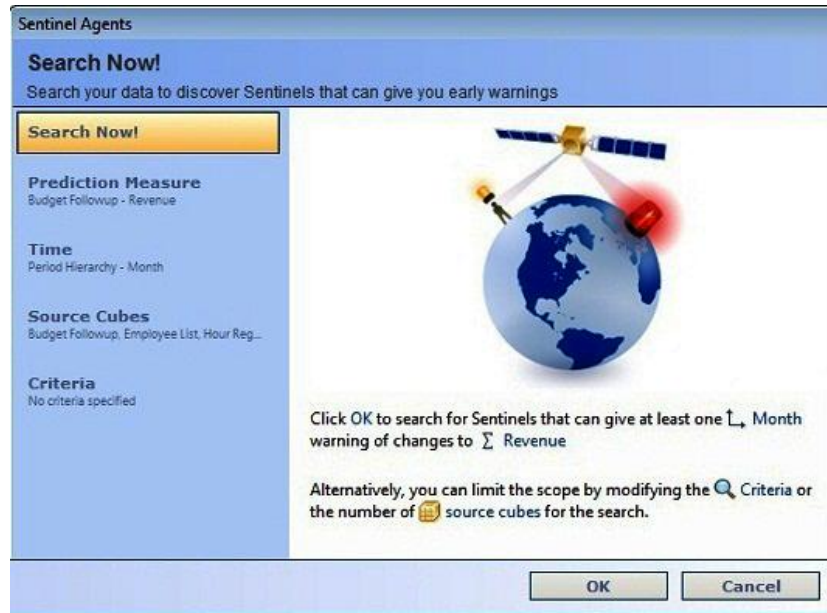 Sentinel Agents
Search Now!
Search your data to discover Sentinels that can give you early warnings
Search Now!
Prediction Measure
Budget Followup - Revenue
Time
Period Hierarchy - Month
Source Cubes
Budget Followup, Employee List, Hour Reg...
Criteria
No criteria specified
Click OK to search for Sentinels that can give at least one Month
warning of changes to Σ Revenue
Alternatively, you can limit the scope by modifying the Criteria or
the number of source cubes for the search.
OK
Cancel